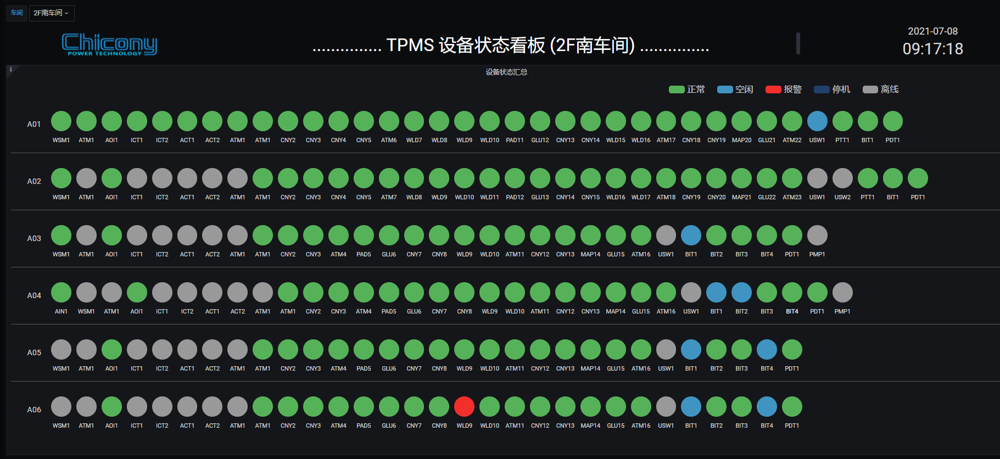 车间 2F南车间
Chicony
POWER TECHNOLOGY
............... TPMS 设备状态看板 (2F南车间) ...............
2021-07-08
09:17:18
i
设备状态汇总
正常 空闲 报警 停机 离线
A01
WSM1 ATM1 AOI1 ICT1 ICT2 ACT1 ACT2 ATM1 ATM1 CNY2 CNY3 CNY4 CNY5 ATM6 WLD7 WLD8 WLD9 WLD10 PAD11 GLU12 CNY13 CNY14 WLD15 WLD16 ATM17 CNY18 CNY19 MAP20 GLU21 ATM22 USW1 PTT1 BIT1 PDT1
A02
WSM1 ATM1 AOI1 ICT1 ICT2 ACT1 ACT2 ATM1 ATM1 CNY2 CNY3 CNY4 CNY5 ATM7 WLD8 WLD9 WLD10 WLD11 PAD12 GLU13 CNY14 CNY15 WLD16 WLD17 ATM18 CNY19 CNY20 MAP21 GLU22 ATM23 USW1 USW2 PTT1 BIT1 PDT1
A03
WSM1 ATM1 AOI1 ICT1 ICT2 ACT1 ACT2 ATM1 ATM1 CNY2 CNY3 ATM4 PAD5 GLU6 CNY7 CNY8 WLD9 WLD10 ATM11 CNY12 CNY13 MAP14 GLU15 ATM16 USW1 BIT1 BIT2 BIT3 BIT4 PDT1 PMP1
A04
AIN1 WSM1 ATM1 AOI1 ICT1 ICT2 ACT1 ACT2 ATM1 ATM1 CNY2 CNY3 ATM4 PAD5 GLU6 CNY7 CNY8 WLD9 WLD10 ATM11 CNY12 CNY13 MAP14 GLU15 ATM16 USW1 BIT1 BIT2 BIT3 BIT4 PDT1 PMP1
A05
WSM1 ATM1 AOI1 ICT1 ICT2 ACT1 ACT2 ATM1 ATM1 CNY2 CNY3 ATM4 PAD5 GLU6 CNY7 CNY8 WLD9 WLD10 ATM11 CNY12 CNY13 MAP14 GLU15 ATM16 USW1 BIT1 BIT2 BIT3 BIT4 PDT1
A06
WSM1 ATM1 AOI1 ICT1 ICT2 ACT1 ACT2 ATM1 ATM1 CNY2 CNY3 ATM4 PAD5 GLU6 CNY7 CNY8 WLD9 WLD10 ATM11 CNY12 CNY13 MAP14 GLU15 ATM16 USW1 BIT1 BIT2 BIT3 BIT4 PDT1